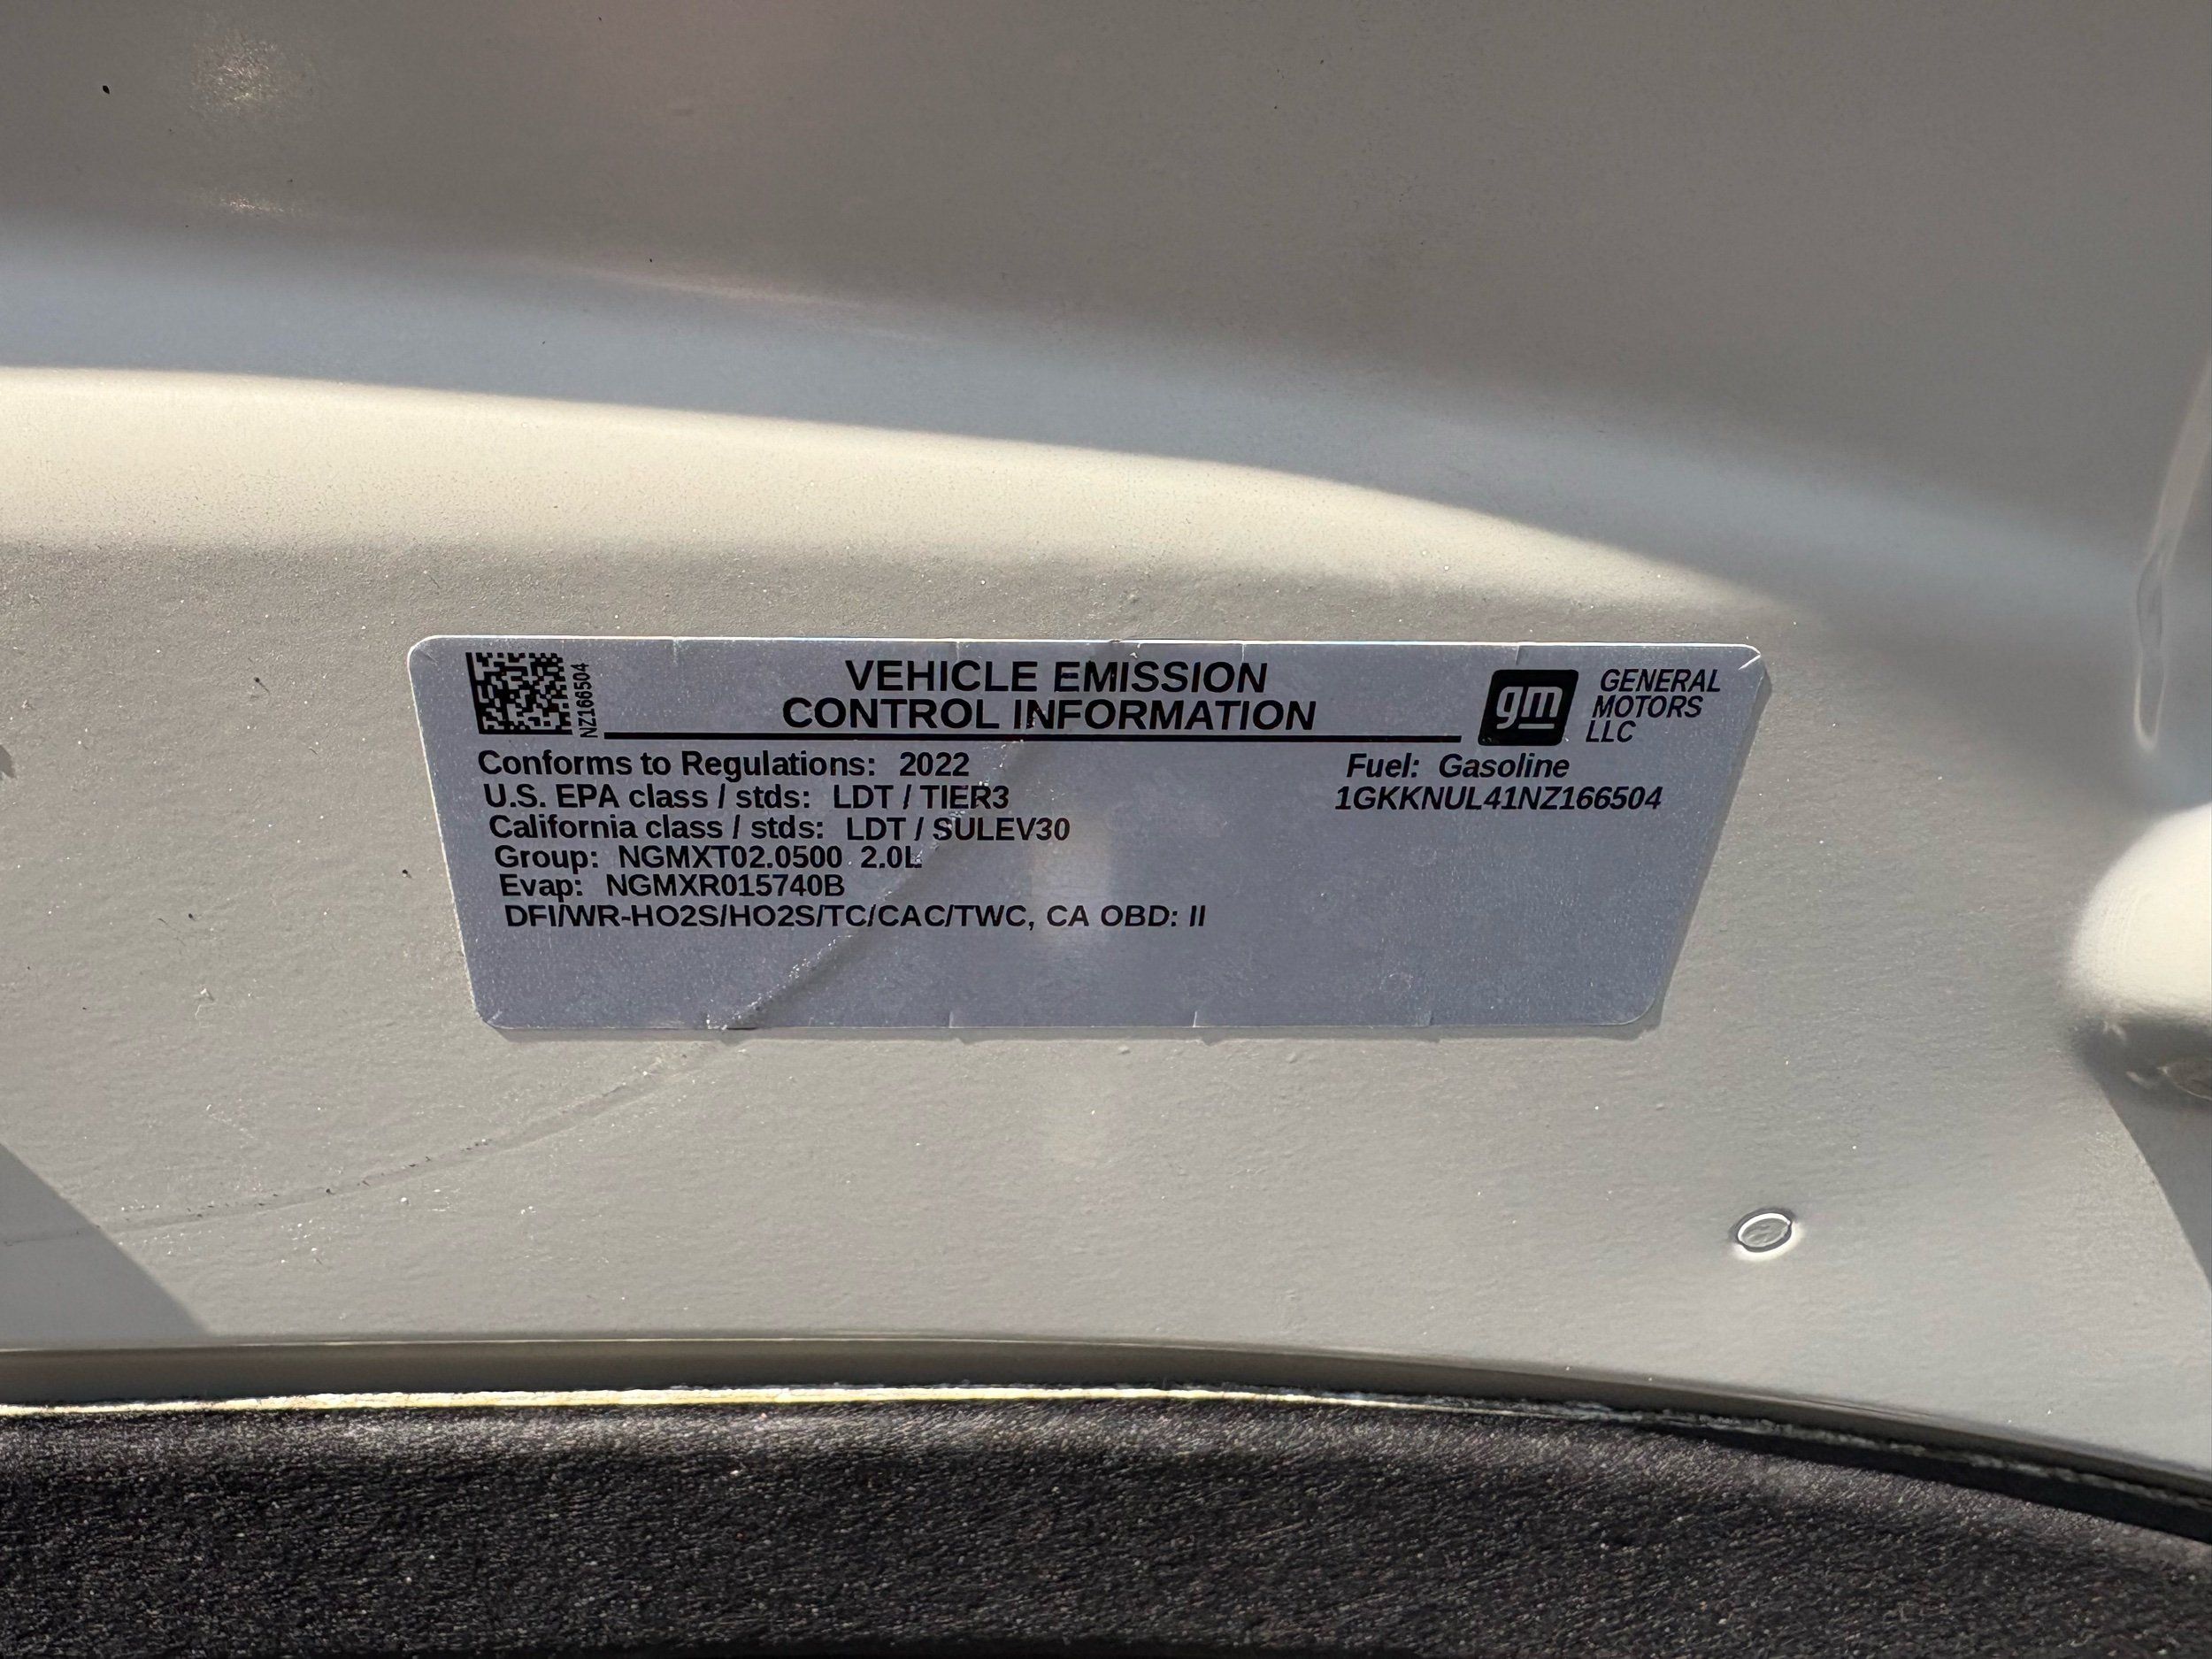 NZ166504
VEHICLE EMISSION
CONTROL INFORMATION
gm
GENERAL
MOTORS
LLC
Conforms to Regulations: 2022
U.S. EPA class / stds: LDT / TIER3
California class / stds: LDT / SULEV30
Group: NGMXT02.0500 2.0L
Evap: NGMXR015740B
DFI/WR-HO2S/HO2S/TC/CAC/TWC, CA OBD: II
Fuel: Gasoline
1GKKNUL41NZ166504